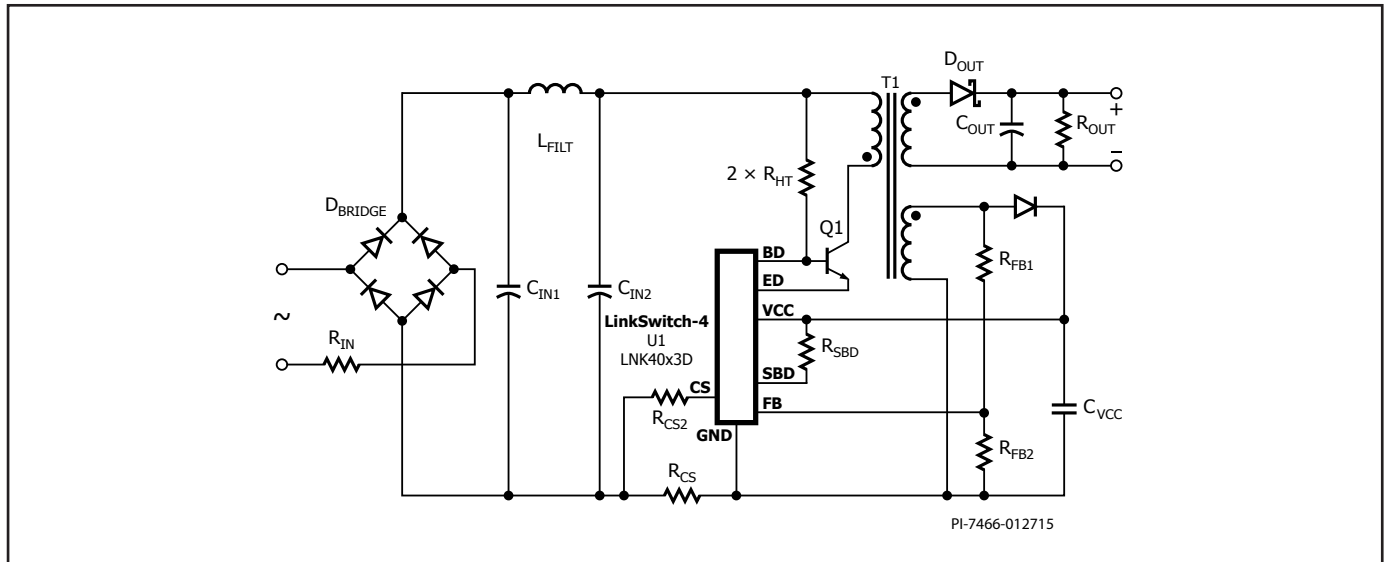 D_OUT
T1
+
C_OUT
R_OUT
L_FILT
−
2 × R_HT
D_BRIDGE
Q1
BD
R_FB1
ED
C_IN1
C_IN2
VCC
~
LinkSwitch-4
U1
LNK40x3D
R_SBD
R_IN
SBD
CS
FB
C_VCC
R_CS2
GND
R_FB2
R_CS
PI-7466-012715